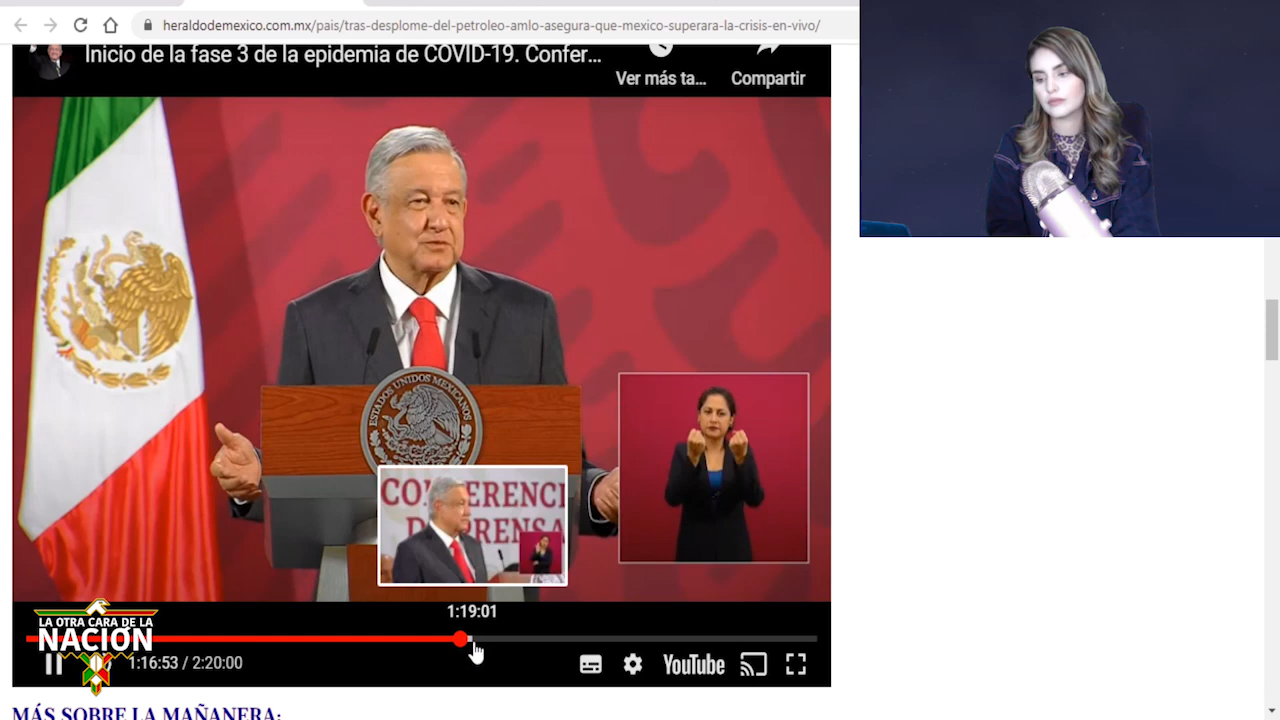 heraldodemexico.com.mx/pais/tras-desplome-del-petroleo-amlo-asegura-que-mexico-superara-la-crisis-en-vivo/
Inicio de la fase 3 de la epidemia de COVID-19. Confer...
Ver más ta...
Compartir
ESTADOS UNIDOS MEXICANOS
CONFERENCI
DE PRENSA
1:19:01
LA OTRA CARA DE LA
NACIÓN
1:16:53 / 2:20:00
YouTube
MÁS SOBRE LA MAÑANERA: